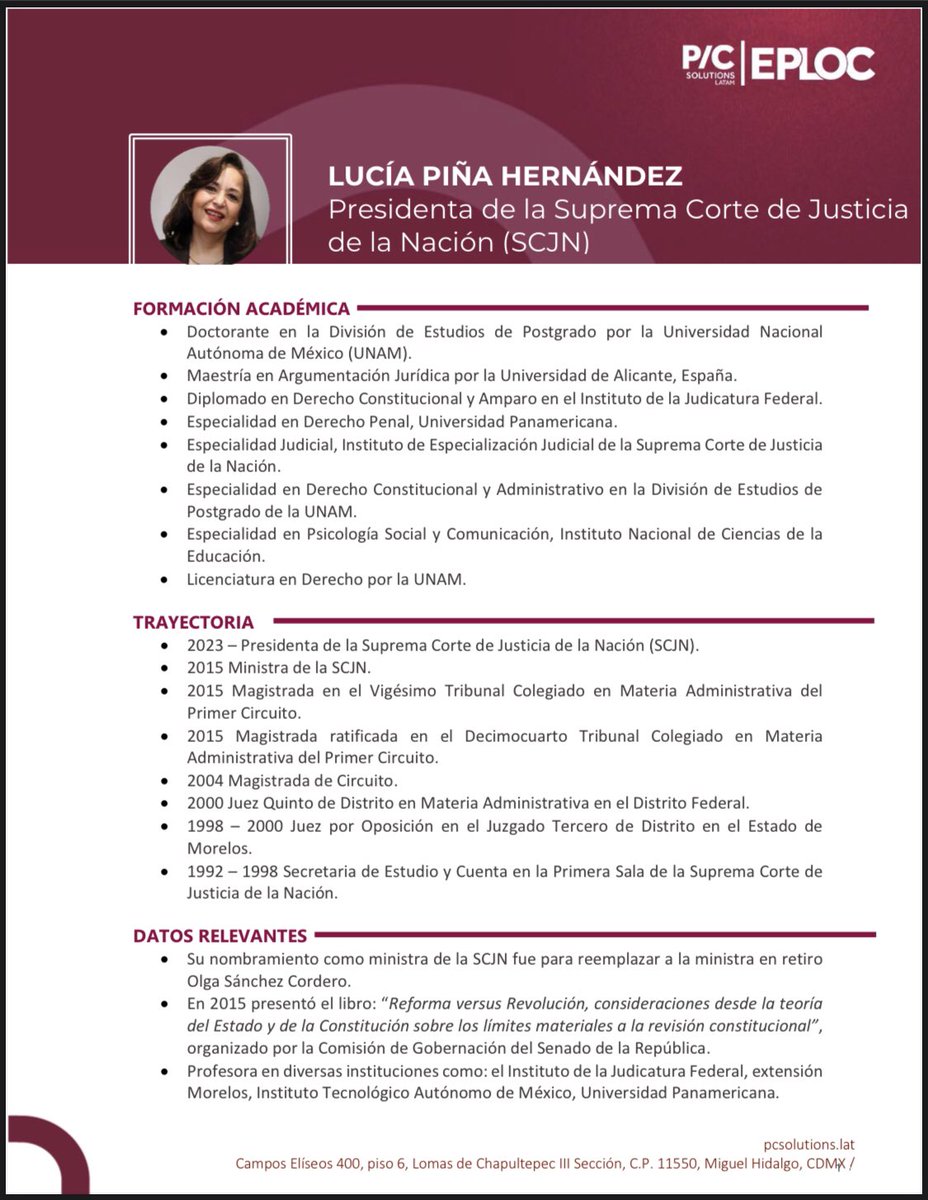 P/C SOLUTIONS LATAM | EPLOC
LUCÍA PIÑA HERNÁNDEZ
Presidenta de la Suprema Corte de Justicia
de la Nación (SCJN)
FORMACIÓN ACADÉMICA
• Doctorante en la División de Estudios de Postgrado por la Universidad Nacional
Autónoma de México (UNAM).
• Maestría en Argumentación Jurídica por la Universidad de Alicante, España.
• Diplomado en Derecho Constitucional y Amparo en el Instituto de la Judicatura Federal.
• Especialidad en Derecho Penal, Universidad Panamericana.
• Especialidad Judicial, Instituto de Especialización Judicial de la Suprema Corte de Justicia
de la Nación.
• Especialidad en Derecho Constitucional y Administrativo en la División de Estudios de
Postgrado de la UNAM.
• Especialidad en Psicología Social y Comunicación, Instituto Nacional de Ciencias de la
Educación.
• Licenciatura en Derecho por la UNAM.
TRAYECTORIA
• 2023 – Presidenta de la Suprema Corte de Justicia de la Nación (SCJN).
• 2015 Ministra de la SCJN.
• 2015 Magistrada en el Vigésimo Tribunal Colegiado en Materia Administrativa del
Primer Circuito.
• 2015 Magistrada ratificada en el Decimocuarto Tribunal Colegiado en Materia
Administrativa del Primer Circuito.
• 2004 Magistrada de Circuito.
• 2000 Juez Quinto de Distrito en Materia Administrativa en el Distrito Federal.
• 1998 – 2000 Juez por Oposición en el Juzgado Tercero de Distrito en el Estado de
Morelos.
• 1992 – 1998 Secretaria de Estudio y Cuenta en la Primera Sala de la Suprema Corte de
Justicia de la Nación.
DATOS RELEVANTES
• Su nombramiento como ministra de la SCJN fue para reemplazar a la ministra en retiro
Olga Sánchez Cordero.
• En 2015 presentó el libro: “Reforma versus Revolución, consideraciones desde la teoría
del Estado y de la Constitución sobre los límites materiales a la revisión constitucional”,
organizado por la Comisión de Gobernación del Senado de la República.
• Profesora en diversas instituciones como: el Instituto de la Judicatura Federal, extensión
Morelos, Instituto Tecnológico Autónomo de México, Universidad Panamericana.
pcsolutions.lat
Campos Elíseos 400, piso 6, Lomas de Chapultepec III Sección, C.P. 11550, Miguel Hidalgo, CDMX /